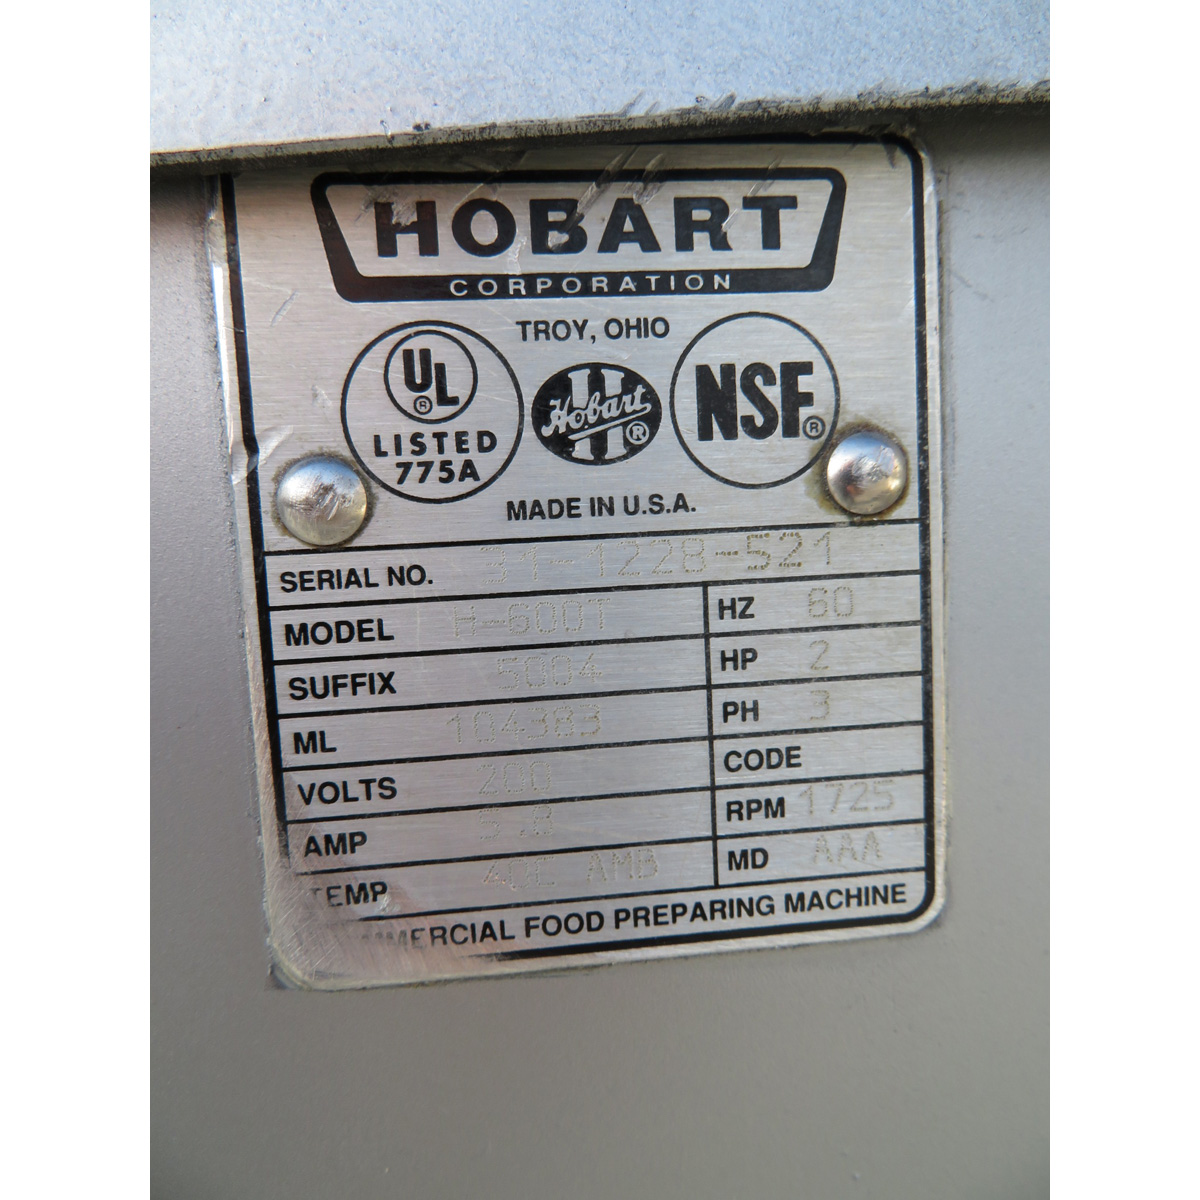 HOBART
CORPORATION
TROY, OHIO
UL ®
LISTED
775A
Hobart ®
NSF ®
MADE IN U.S.A.
SERIAL NO. 31-1228-521
MODEL H-600T HZ 60
SUFFIX 5004 HP 2
ML 104383 PH 3
VOLTS 200 CODE
AMP RPM 1725
TEMP 40C AMB MD AAA
COMMERCIAL FOOD PREPARING MACHINE